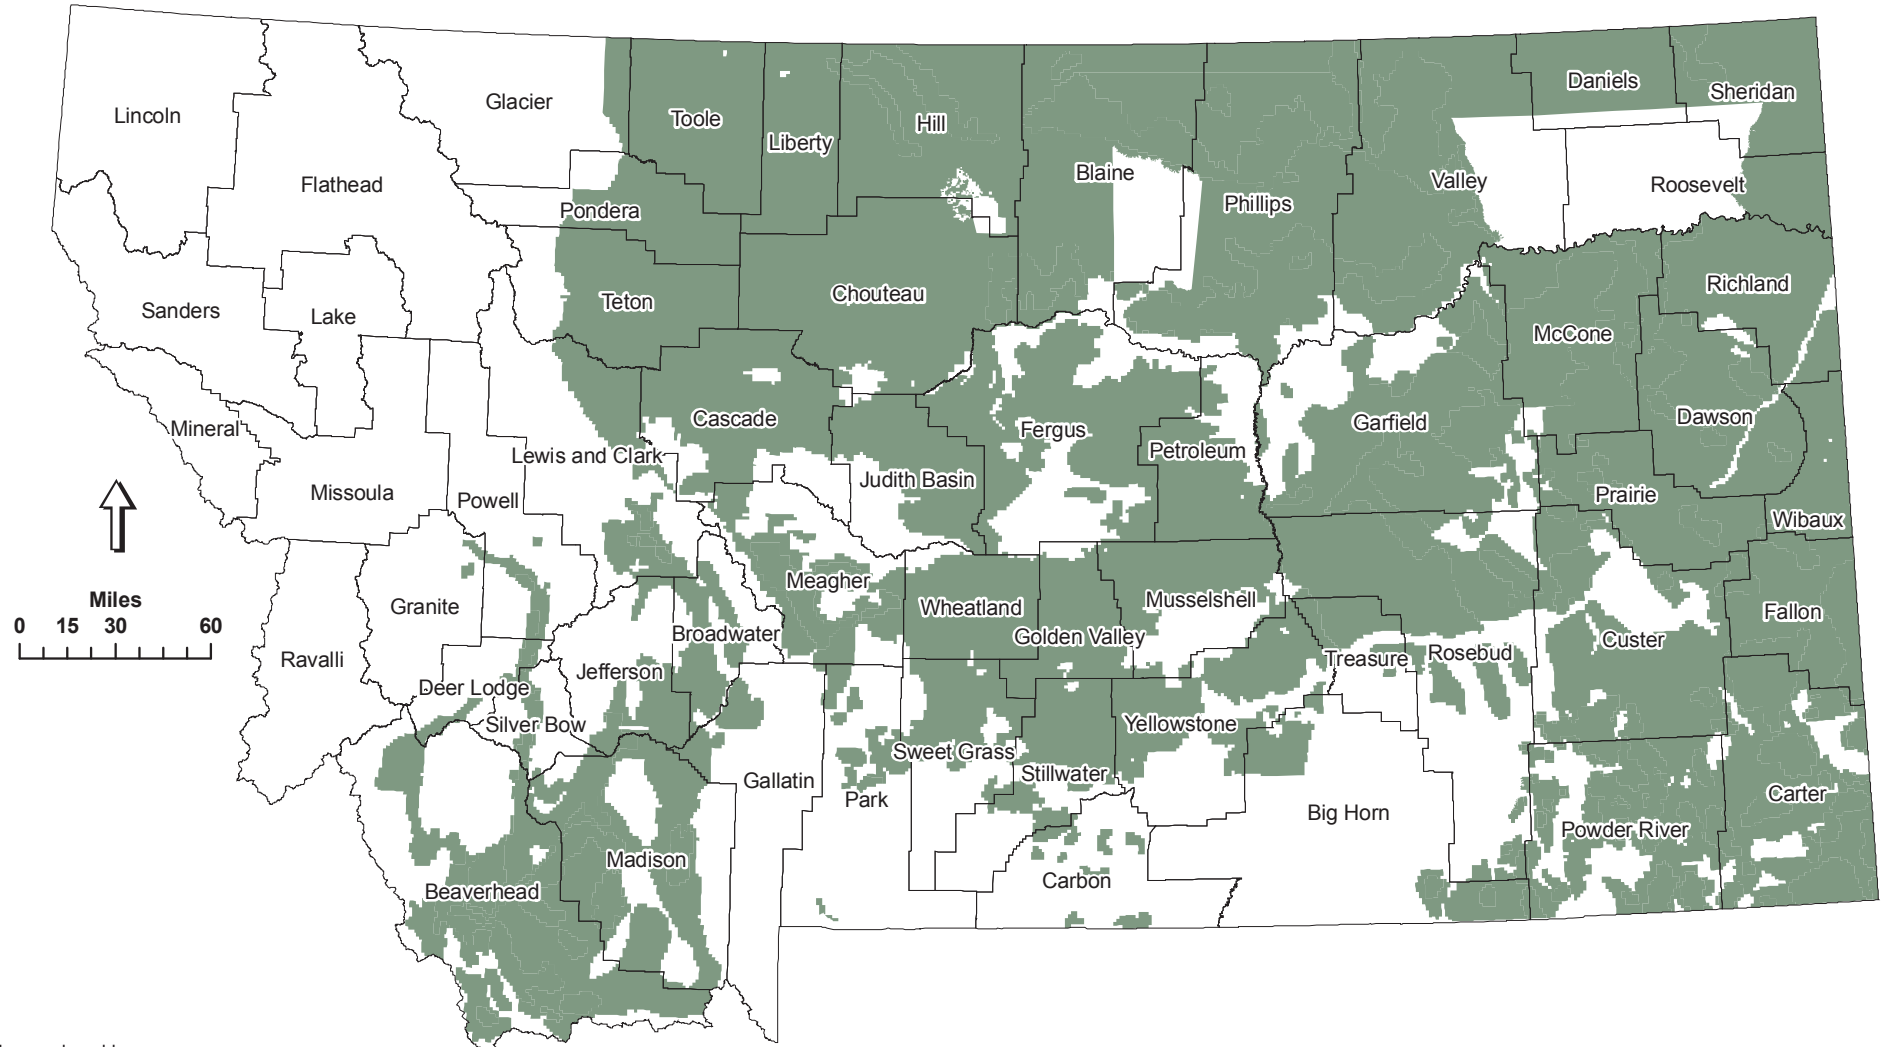 Lincoln
Glacier
Toole
Liberty
Hill
Daniels
Sheridan
Flathead
Pondera
Blaine
Phillips
Valley
Roosevelt
Sanders
Lake
Teton
Chouteau
Richland
McCone
Mineral
Cascade
Fergus
Garfield
Dawson
Lewis and Clark
Petroleum
Judith Basin
Missoula
Powell
Prairie
Wibaux
Miles
0 15 30 60
Granite
Meagher
Wheatland
Musselshell
Golden Valley
Fallon
Ravalli
Broadwater
Jefferson
Treasure
Rosebud
Custer
Deer Lodge
Silver Bow
Yellowstone
Sweet Grass
Stillwater
Gallatin
Park
Big Horn
Carter
Powder River
Madison
Carbon
Beaverhead